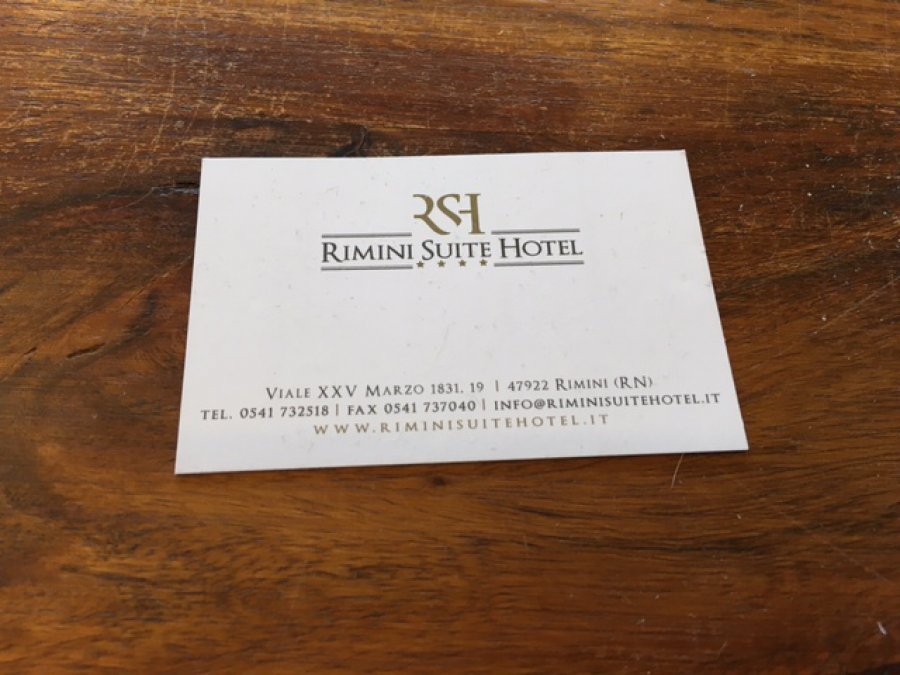 RSH
RIMINI SUITE HOTEL
VIALE XXV MARZO 1831, 19 | 47922 RIMINI (RN)
TEL. 0541 732518 | FAX 0541 737040 | INFO@RIMINISUITEHOTEL.IT
WWW.RIMINISUITEHOTEL.IT